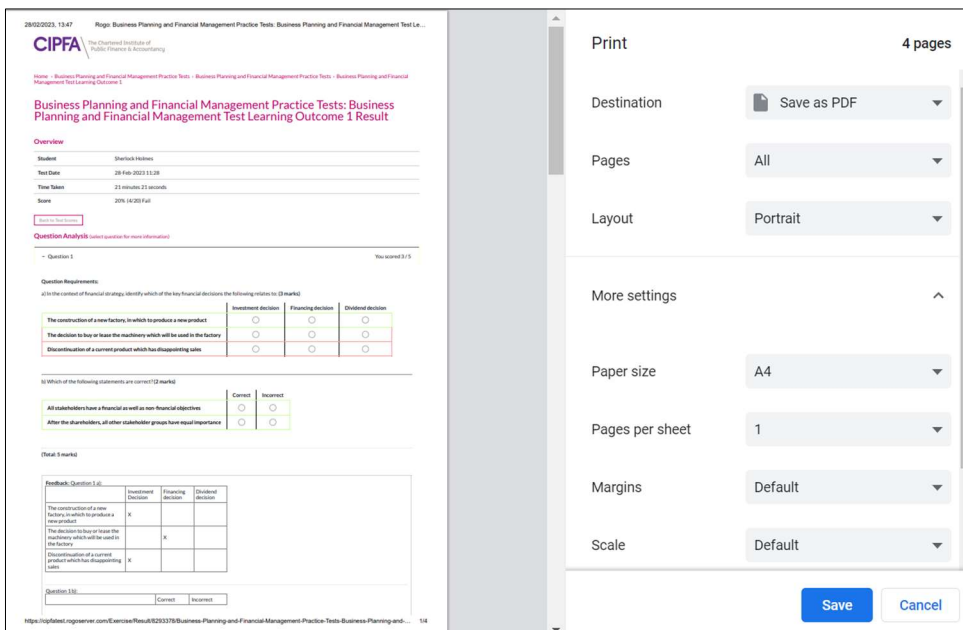 28/02/2023, 13:47 Rogo: Business Planning and Financial Management Practice Tests: Business Planning and Financial Management Test Le...
CIPFA The Chartered Institute of
Public Finance & Accountancy
Home › Business Planning and Financial Management Practice Tests › Business Planning and Financial Management Practice Tests › Business Planning and Financial
Management Test Learning Outcome 1
Business Planning and Financial Management Practice Tests: Business
Planning and Financial Management Test Learning Outcome 1 Result
Overview
Student Sherlock Holmes
Test Date 28-Feb-2023 11:28
Time Taken 21 minutes 21 seconds
Score 20% (4/20) Fail
Back to Test Scores
Question Analysis (select question for more information)
− Question 1 You scored 3 / 5
Question Requirements:
a) In the context of financial strategy, identify which of the key financial decisions the following relates to: (3 marks)
Investment decision Financing decision Dividend decision
The construction of a new factory, in which to produce a new product
The decision to buy or lease the machinery which will be used in the factory
Discontinuation of a current product which has disappointing sales
b) Which of the following statements are correct? (2 marks)
Correct Incorrect
All stakeholders have a financial as well as non-financial objectives
After the shareholders, all other stakeholder groups have equal importance
(Total: 5 marks)
Feedback: Question 1 a):
Investment Financing Dividend
Decision decision decision
The construction of a new
factory, in which to produce a X
new product
The decision to buy or lease the
machinery which will be used in X
the factory
Discontinuation of a current
product which has disappointing X
sales
Question 1 b):
Correct Incorrect
https://cipfatest.rogoserver.com/Exercise/Result/8293378/Business-Planning-and-Financial-Management-Practice-Tests-Business-Planning-and-... 1/4
Print 4 pages
Destination Save as PDF
Pages All
Layout Portrait
More settings
Paper size A4
Pages per sheet 1
Margins Default
Scale Default
Save Cancel